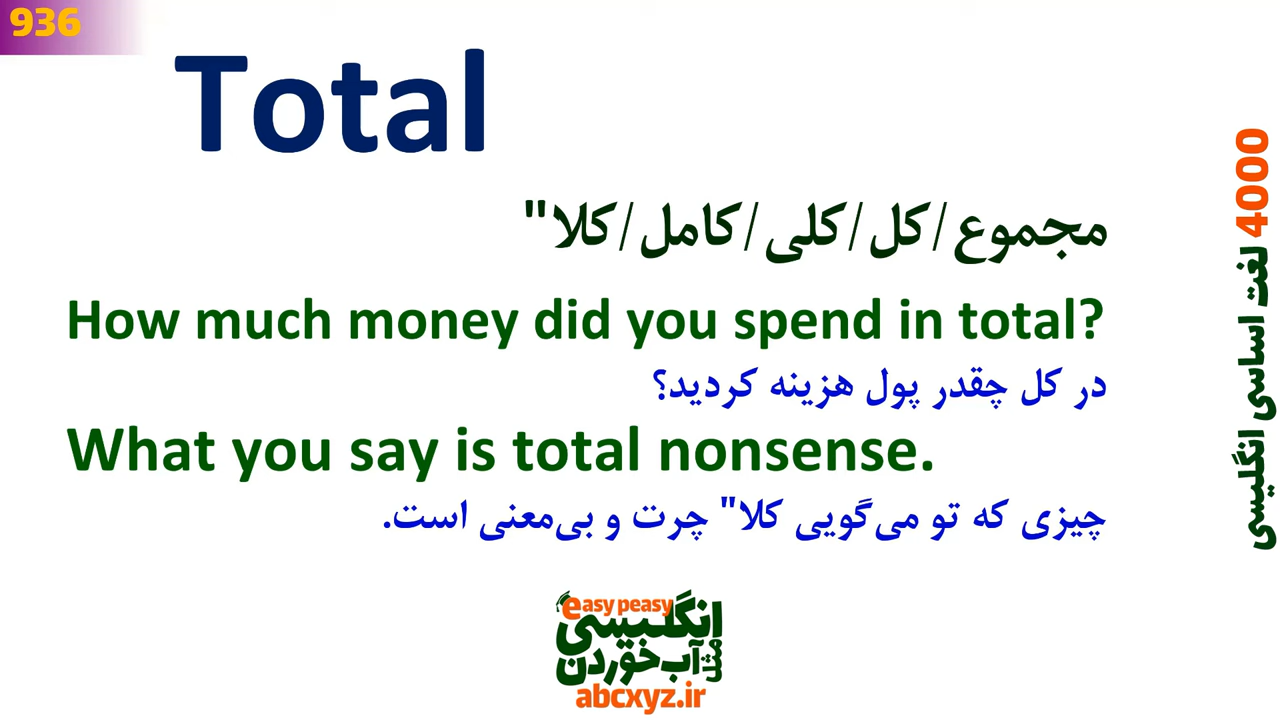 936
Total
مجموع/کل/کلی/کامل/کلا"
How much money did you spend in total?
در کل چقدر پول هزینه کردید؟
What you say is total nonsense.
چیزی که تو می‌گویی کلا" چرت و بی‌معنی است.
4000 لغت اساسی انگلیسی
easy peasy
انگلیسی
مثل آب خوردن
abcxyz.ir